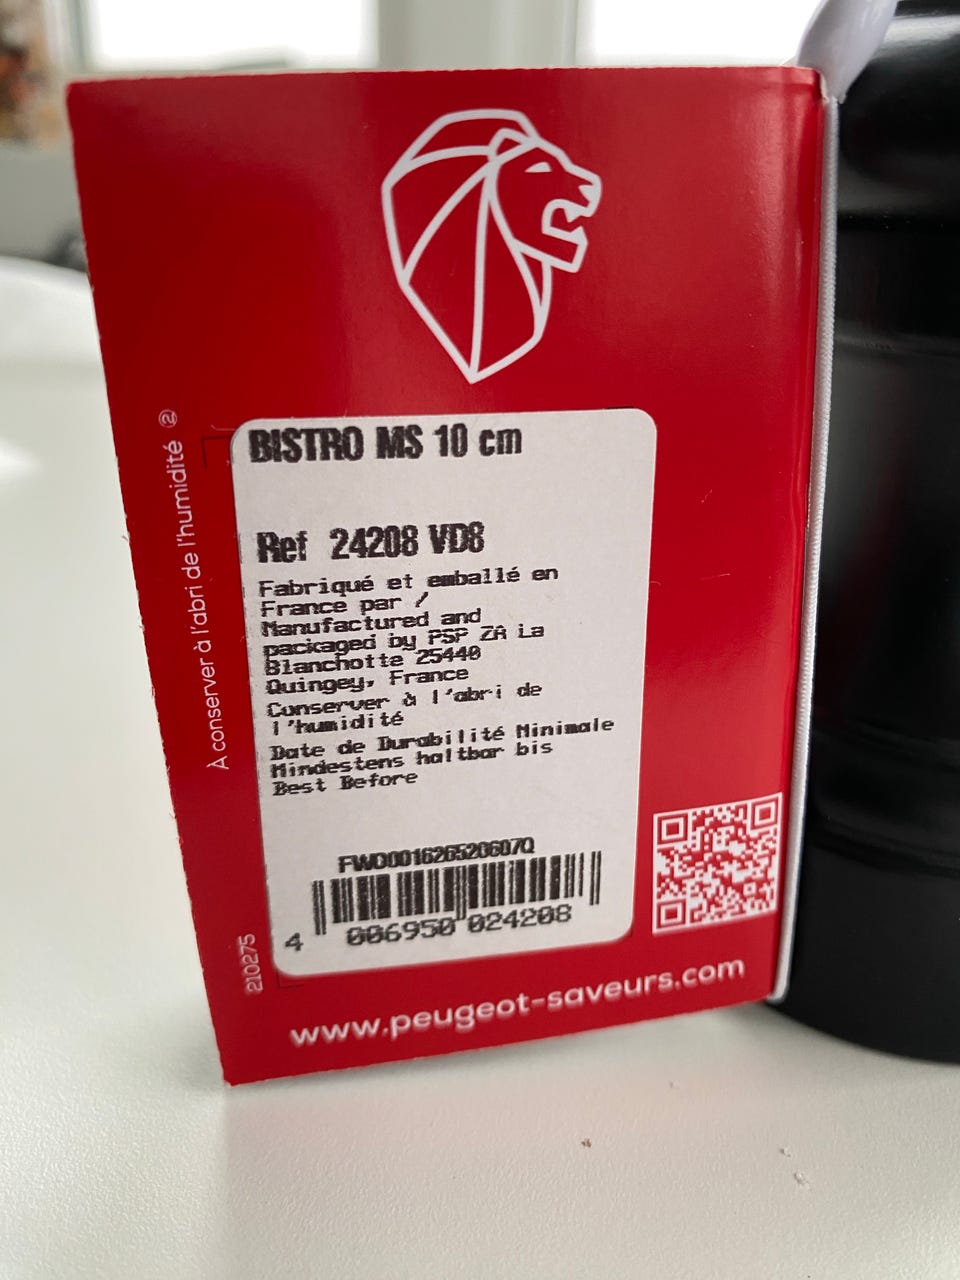 BISTRO MS 10 cm
Ref 24208 VD8
Fabriqué et emballé en
France par /
Manufactured and
packaged by PSP ZA La
Blanchotte 25440
Quingey, France
Conserver à l'abri de
l'humidité
Date de Durabilité Minimale
Mindestens haltbar bis
Best Before
FWD001626520607Q
4 006950 024208
À conserver à l'abri de l'humidité ②
210275
www.peugeot-saveurs.com